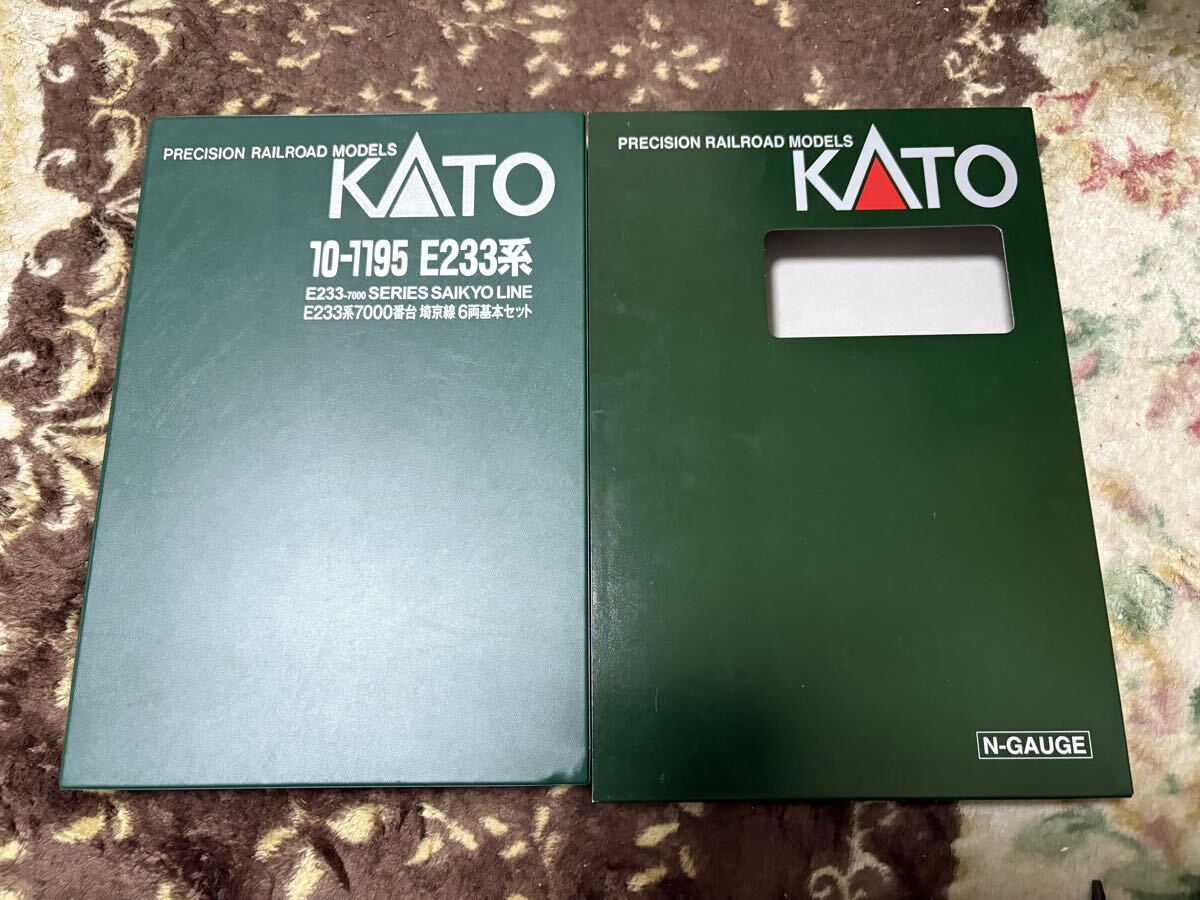 PRECISION RAILROAD MODELS
KATO
10-1195 E233系
E233-7000 SERIES SAIKYO LINE
E233系7000番台 埼京線 6両基本セット
PRECISION RAILROAD MODELS
KATO
N-GAUGE